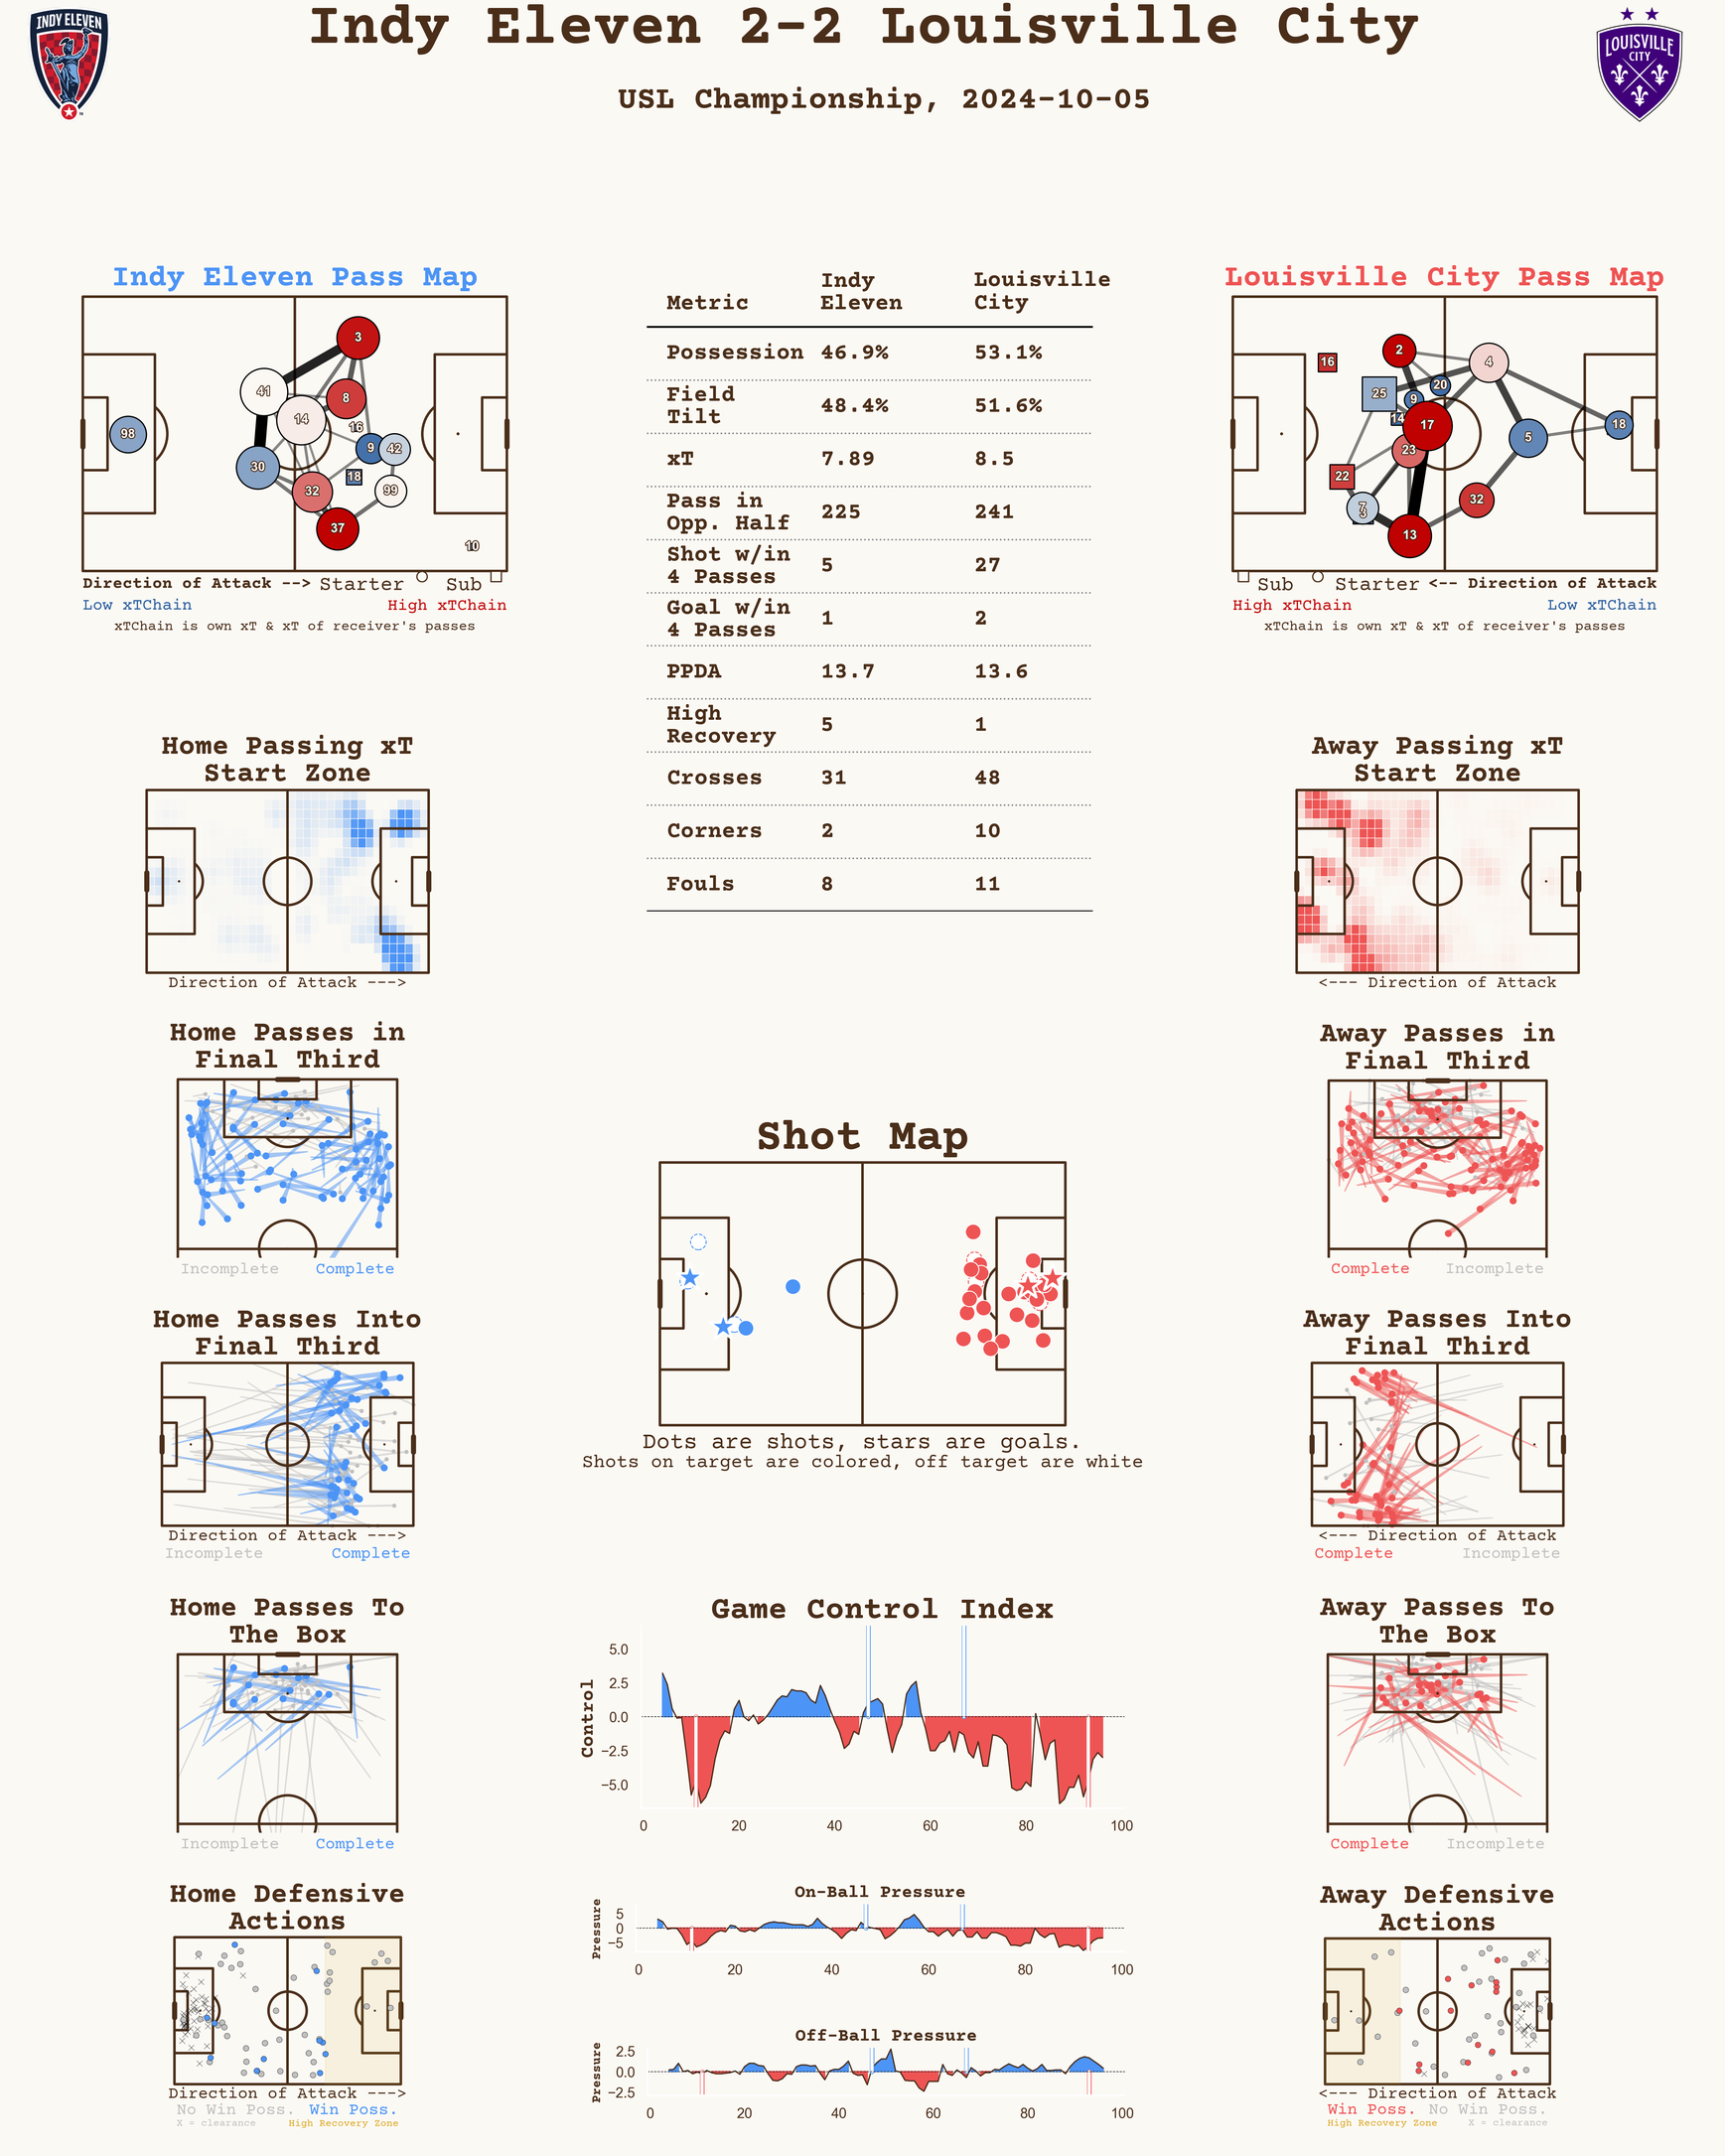 Indy Eleven 2-2 Louisville City
USL Championship, 2024-10-05
INDY ELEVEN
LOUISVILLE
CITY
Indy Eleven Pass Map
3
41
8
14
16
98
9
42
30
18
32
99
37
10
Direction of Attack --> Starter Sub
Low xTChain High xTChain
xTChain is own xT & xT of receiver's passes
Metric Indy Eleven Louisville City
Possession 46.9% 53.1%
Field Tilt 48.4% 51.6%
xT 7.89 8.5
Pass in Opp. Half 225 241
Shot w/in 4 Passes 5 27
Goal w/in 4 Passes 1 2
PPDA 13.7 13.6
High Recovery 5 1
Crosses 31 48
Corners 2 10
Fouls 8 11
Louisville City Pass Map
2
16
4
20
25
9
14
17
18
5
23
22
32
7
3
13
Sub Starter <-- Direction of Attack
High xTChain Low xTChain
xTChain is own xT & xT of receiver's passes
Home Passing xT
Start Zone
Direction of Attack --->
Away Passing xT
Start Zone
<--- Direction of Attack
Home Passes in
Final Third
Incomplete Complete
Away Passes in
Final Third
Complete Incomplete
Shot Map
Dots are shots, stars are goals.
Shots on target are colored, off target are white
Home Passes Into
Final Third
Direction of Attack --->
Incomplete Complete
Away Passes Into
Final Third
<--- Direction of Attack
Complete Incomplete
Home Passes To
The Box
Incomplete Complete
Game Control Index
Control
5.0
2.5
0.0
−2.5
−5.0
0 20 40 60 80 100
Away Passes To
The Box
Complete Incomplete
Home Defensive
Actions
Direction of Attack --->
No Win Poss. Win Poss.
X = clearance High Recovery Zone
On-Ball Pressure
Pressure
5
0
−5
0 20 40 60 80 100
Off-Ball Pressure
Pressure
2.5
0.0
−2.5
0 20 40 60 80 100
Away Defensive
Actions
<--- Direction of Attack
Win Poss. No Win Poss.
High Recovery Zone X = clearance